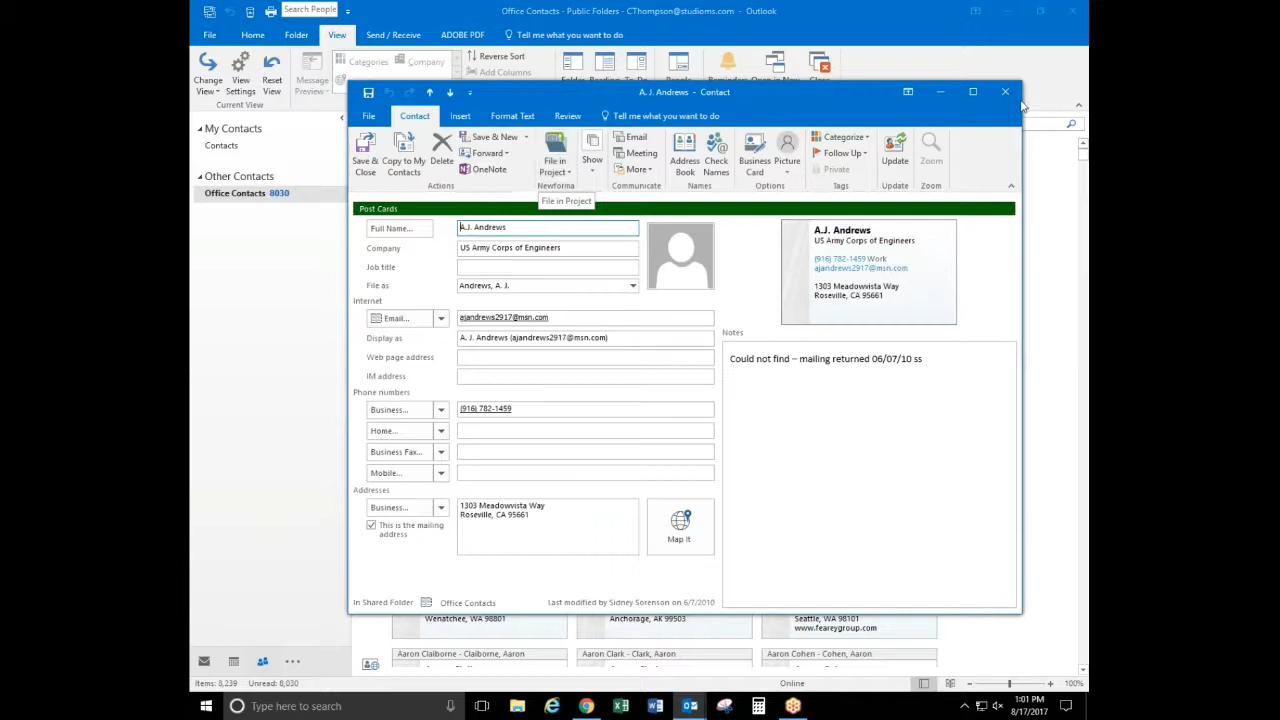 Search People
Office Contacts - Public Folders - CThompson@studioms.com - Outlook
File Home Folder View Send / Receive ADOBE PDF Tell me what you want to do
Change View
View Settings
Reset View
Message Preview
Categories Company
Reverse Sort
Add Columns
Current View
My Contacts
Contacts
Other Contacts
Office Contacts 8030
A. J. Andrews - Contact
File Contact Insert Format Text Review Tell me what you want to do
Save & Close
Copy to My Contacts
Delete
Save & New
Forward
OneNote
Actions
File in Project
Newforma
Show
Email
Meeting
More
Communicate
Address Book
Check Names
Names
Business Card
Picture
Options
Categorize
Follow Up
Private
Tags
Update
Update
Zoom
Zoom
File in Project
Post Cards
Full Name... A.J. Andrews
Company US Army Corps of Engineers
Job title
File as Andrews, A. J.
Internet
Email... ajandrews2917@msn.com
Display as A. J. Andrews (ajandrews2917@msn.com)
Web page address
IM address
Phone numbers
Business... (916) 782-1459
Home...
Business Fax...
Mobile...
Addresses
Business... 1303 Meadowvista Way
Roseville, CA 95661
This is the mailing address
Map It
A.J. Andrews
US Army Corps of Engineers
(916) 782-1459 Work
ajandrews2917@msn.com
1303 Meadowvista Way
Roseville, CA 95661
Notes
Could not find – mailing returned 06/07/10 ss
In Shared Folder Office Contacts Last modified by Sidney Sorenson on 6/7/2010
Wenatchee, WA 98801
Anchorage, AK 99503
Seattle, WA 98101
www.feareygroup.com
Aaron Claiborne - Claiborne, Aaron
Aaron Clark - Clark, Aaron
Aaron Cohen - Cohen, Aaron
Items: 8,239 Unread: 8,030 Online 100%
Type here to search
1:01 PM
8/17/2017